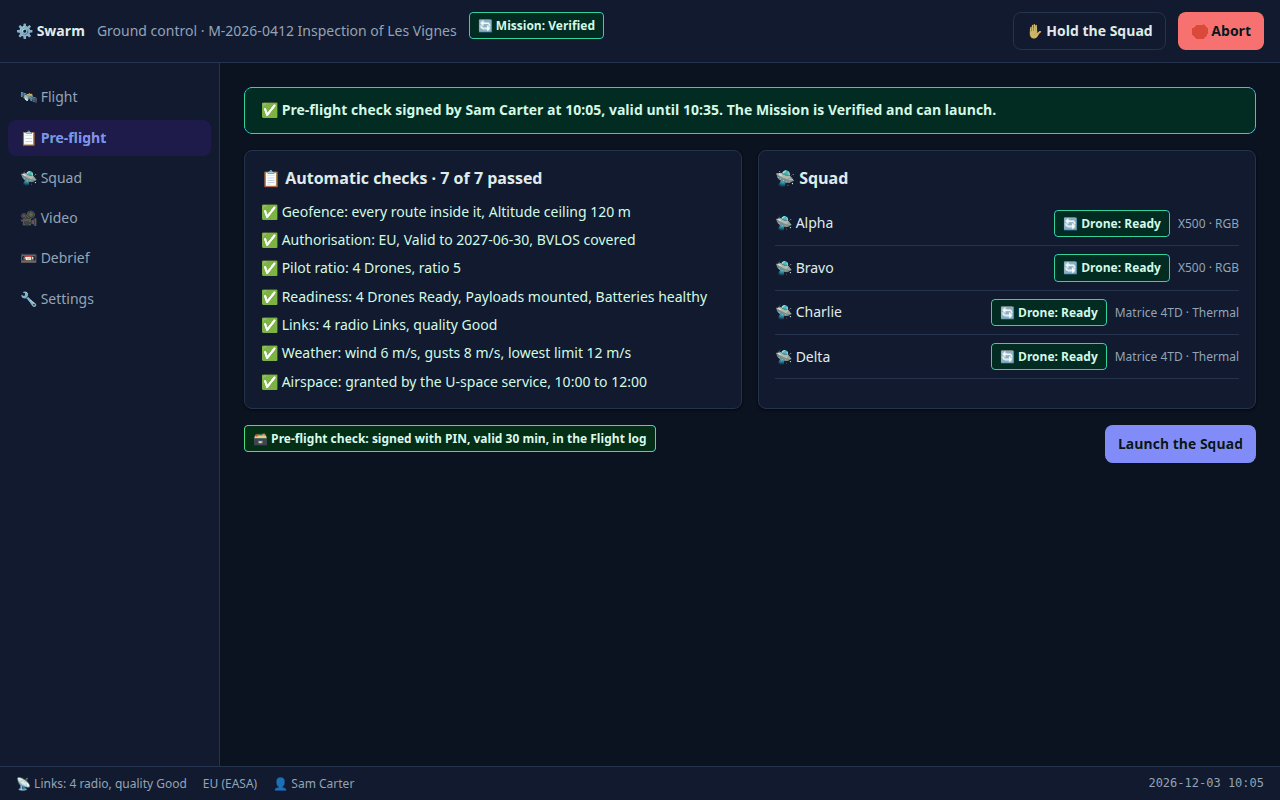 Swarm Ground control · M-2026-0412 Inspection of Les Vignes Mission: Verified Hold the Squad Abort
Flight
Pre-flight
Squad
Video
Debrief
Settings
Pre-flight check signed by Sam Carter at 10:05, valid until 10:35. The Mission is Verified and can launch.
Automatic checks · 7 of 7 passed
Geofence: every route inside it, Altitude ceiling 120 m
Authorisation: EU, Valid to 2027-06-30, BVLOS covered
Pilot ratio: 4 Drones, ratio 5
Readiness: 4 Drones Ready, Payloads mounted, Batteries healthy
Links: 4 radio Links, quality Good
Weather: wind 6 m/s, gusts 8 m/s, lowest limit 12 m/s
Airspace: granted by the U-space service, 10:00 to 12:00
Squad
Alpha Drone: Ready X500 · RGB
Bravo Drone: Ready X500 · RGB
Charlie Drone: Ready Matrice 4TD · Thermal
Delta Drone: Ready Matrice 4TD · Thermal
Pre-flight check: signed with PIN, valid 30 min, in the Flight log
Launch the Squad
Links: 4 radio, quality Good EU (EASA) Sam Carter 2026-12-03 10:05